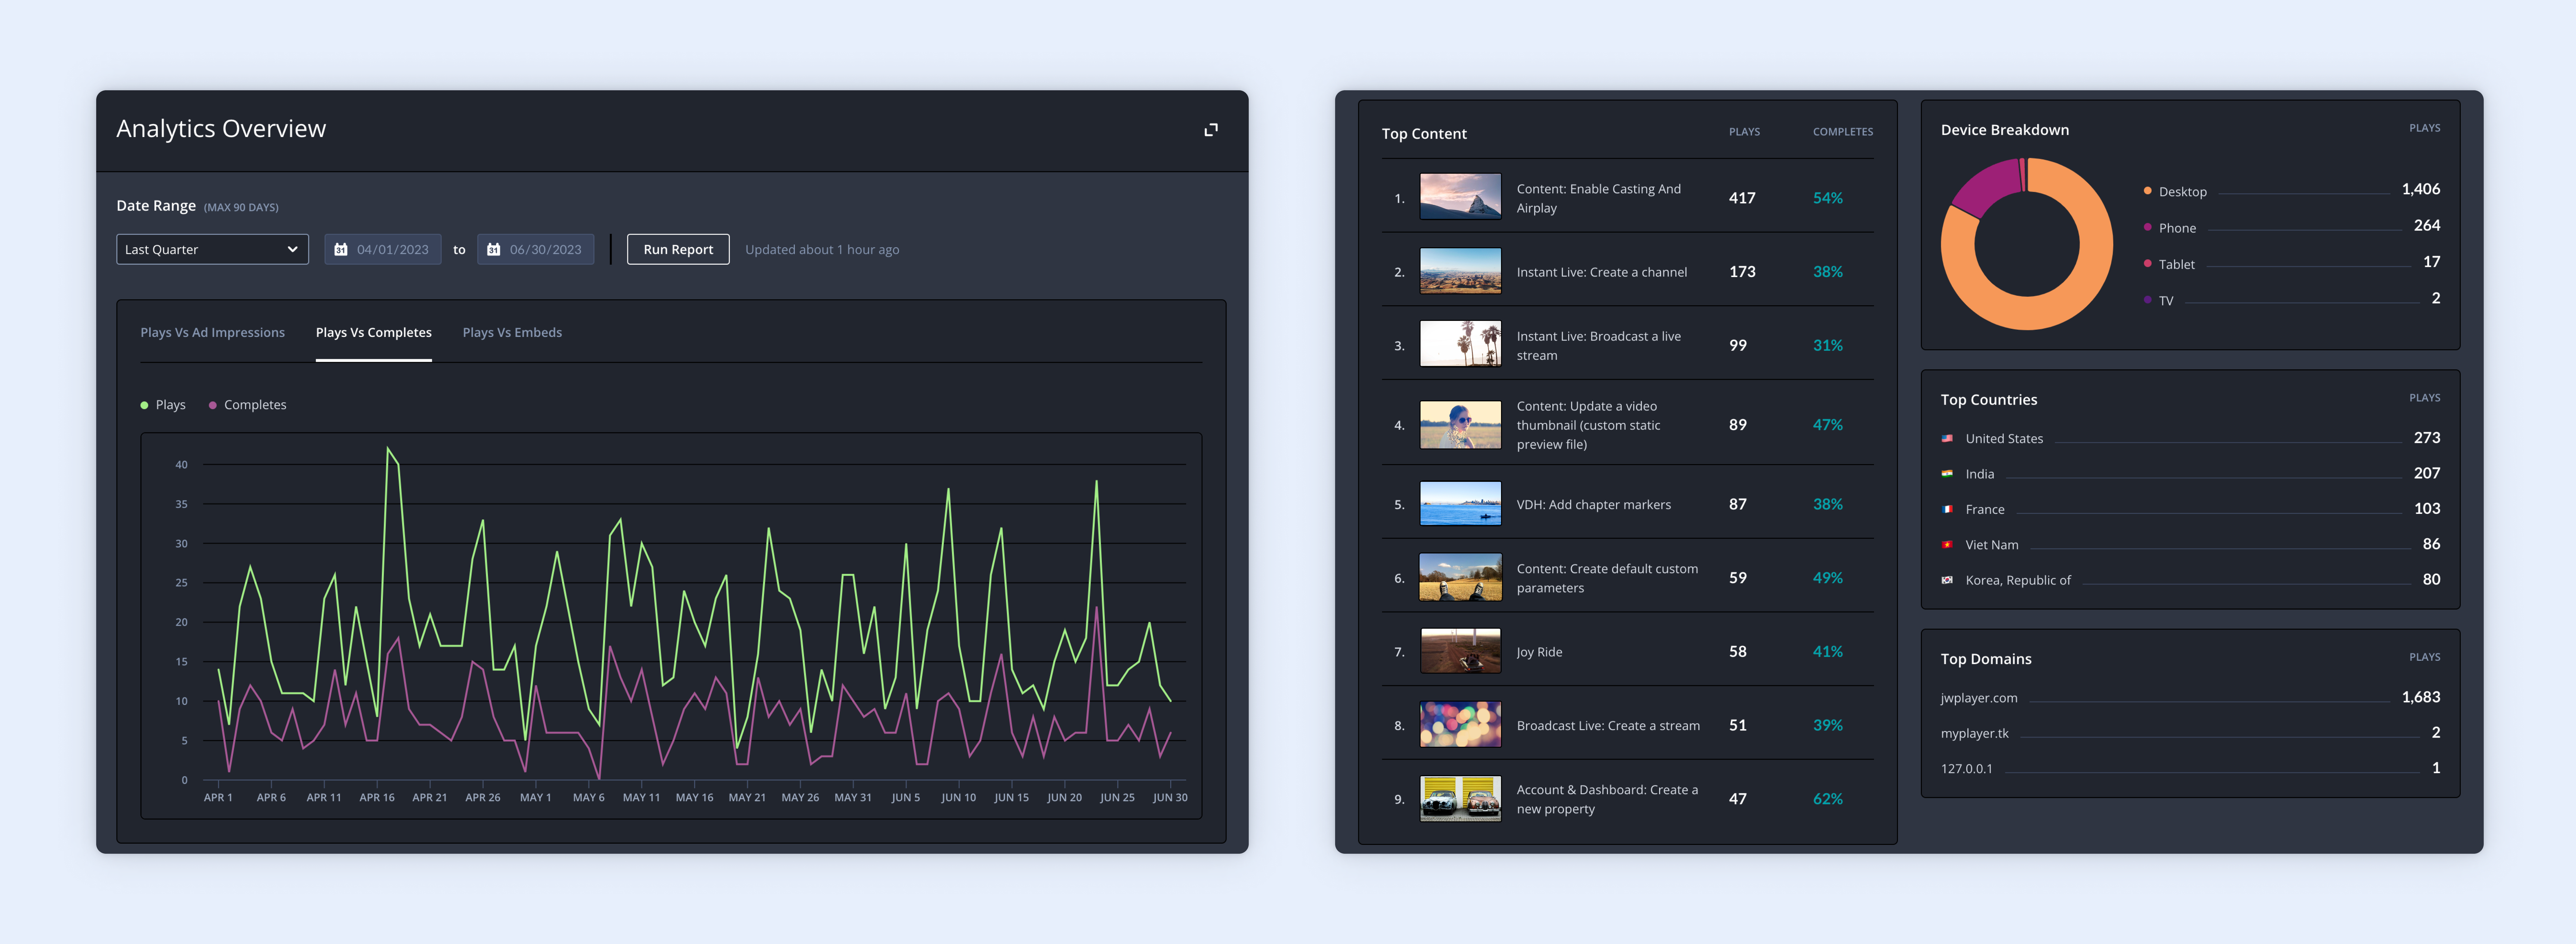 Analytics Overview
Date Range (MAX 90 DAYS)
Last Quarter
31 04/01/2023 to 31 06/30/2023
Run Report
Updated about 1 hour ago
Plays Vs Ad Impressions
Plays Vs Completes
Plays Vs Embeds
Plays
Completes
40
35
30
25
20
15
10
5
0
APR 1 APR 6 APR 11 APR 16 APR 21 APR 26 MAY 1 MAY 6 MAY 11 MAY 16 MAY 21 MAY 26 MAY 31 JUN 5 JUN 10 JUN 15 JUN 20 JUN 25 JUN 30
Top Content PLAYS COMPLETES
1. Content: Enable Casting And
Airplay
417 54%
2. Instant Live: Create a channel 173 38%
3. Instant Live: Broadcast a live
stream
99 31%
4. Content: Update a video
thumbnail (custom static
preview file)
89 47%
5. VDH: Add chapter markers 87 38%
6. Content: Create default custom
parameters
59 49%
7. Joy Ride 58 41%
8. Broadcast Live: Create a stream 51 39%
9. Account & Dashboard: Create a
new property
47 62%
Device Breakdown PLAYS
Desktop 1,406
Phone 264
Tablet 17
TV 2
Top Countries PLAYS
United States 273
India 207
France 103
Viet Nam 86
Korea, Republic of 80
Top Domains PLAYS
jwplayer.com 1,683
myplayer.tk 2
127.0.0.1 1